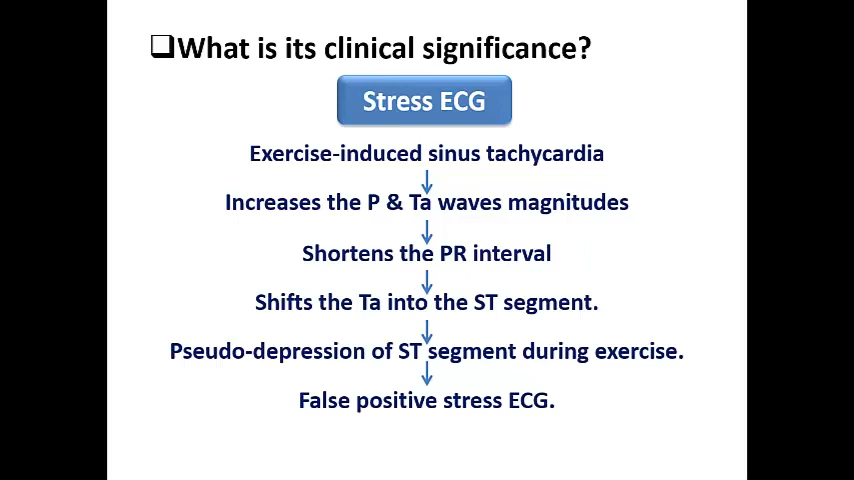 ❑What is its clinical significance?
Stress ECG
Exercise-induced sinus tachycardia
Increases the P & Ta waves magnitudes
Shortens the PR interval
Shifts the Ta into the ST segment.
Pseudo-depression of ST segment during exercise.
False positive stress ECG.